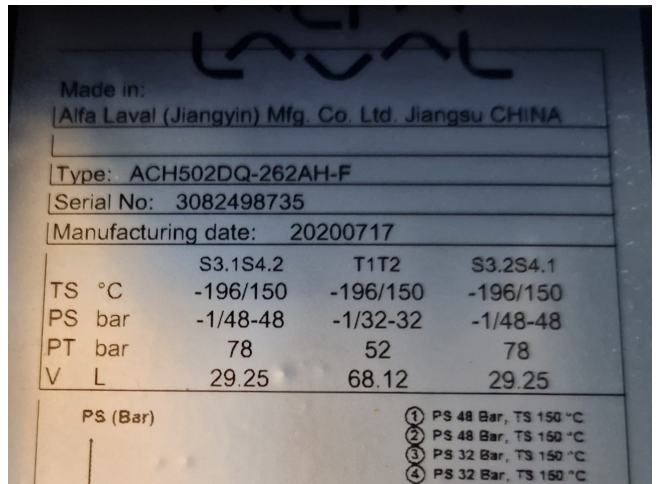 ALFA
LAVAL
Made in:
Alfa Laval (Jiangyin) Mfg. Co. Ltd. Jiangsu CHINA
Type: ACH502DQ-262AH-F
Serial No: 3082498735
Manufacturing date: 20200717
S3.1S4.2 T1T2 S3.2S4.1
TS °C -196/150 -196/150 -196/150
PS bar -1/48-48 -1/32-32 -1/48-48
PT bar 78 52 78
V L 29.25 68.12 29.25
PS (Bar)
① PS 48 Bar, TS 150 °C
② PS 48 Bar, TS 150 °C
③ PS 32 Bar, TS 150 °C
④ PS 32 Bar, TS 150 °C